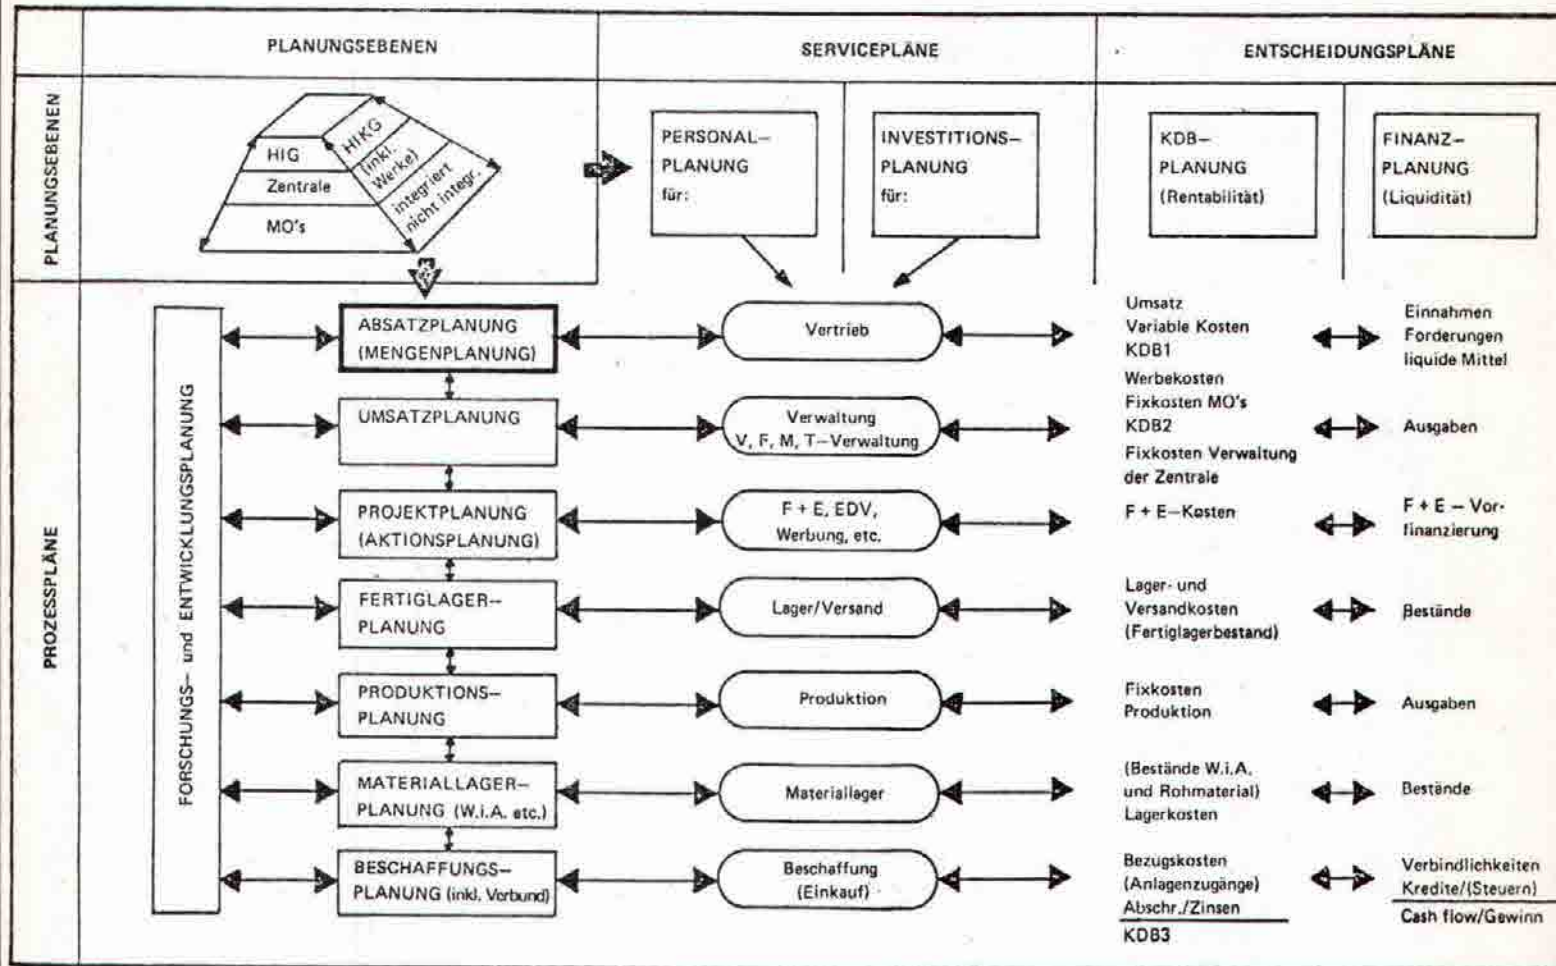 PLANUNGSEBENEN
SERVICEPLÄNE
ENTSCHEIDUNGSPLÄNE
PLANUNGSEBENEN
HIG
Zentrale
MO's
HIKG
(inkl.
Werke)
integriert
nicht integr.
PERSONAL—
PLANUNG
für:
INVESTITIONS—
PLANUNG
für:
KDB—
PLANUNG
(Rentabilität)
FINANZ—
PLANUNG
(Liquidität)
PROZESSPLÄNE
FORSCHUNGS— und ENTWICKLUNGSPLANUNG
ABSATZPLANUNG
(MENGENPLANUNG)
Vertrieb
Umsatz
Variable Kosten
KDB1
Einnahmen
Forderungen
liquide Mittel
UMSATZPLANUNG
Verwaltung
V, F, M, T—Verwaltung
Werbekosten
Fixkosten MO's
KDB2
Fixkosten Verwaltung
der Zentrale
Ausgaben
PROJEKTPLANUNG
(AKTIONSPLANUNG)
F + E, EDV,
Werbung, etc.
F + E—Kosten
F + E — Vor-
finanzierung
FERTIGLAGER—
PLANUNG
Lager/Versand
Lager- und
Versandkosten
(Fertiglagerbestand)
Bestände
PRODUKTIONS—
PLANUNG
Produktion
Fixkosten
Produktion
Ausgaben
MATERIALLAGER—
PLANUNG (W.i.A. etc.)
Materiallager
(Bestände W.i.A.
und Rohmaterial)
Lagerkosten
Bestände
BESCHAFFUNGS—
PLANUNG (inkl. Verbund)
Beschaffung
(Einkauf)
Bezugskosten
(Anlagenzugänge)
Abschr./Zinsen
KDB3
Verbindlichkeiten
Kredite/(Steuern)
Cash flow/Gewinn